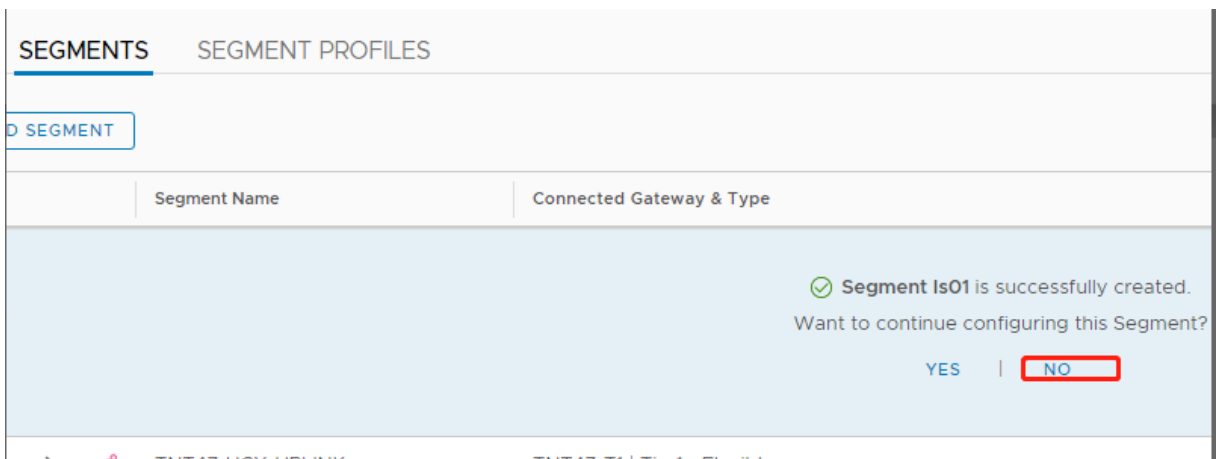 SEGMENTS SEGMENT PROFILES
D SEGMENT
Segment Name Connected Gateway & Type
Segment ls01 is successfully created.
Want to continue configuring this Segment?
YES | NO